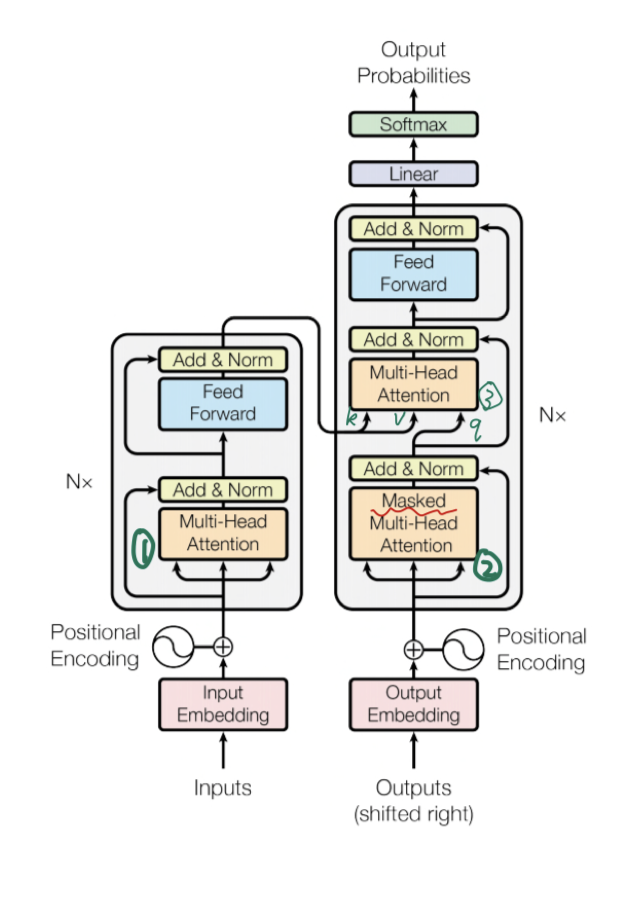 Output
Probabilities
Softmax
Linear
Add & Norm
Feed
Forward
Add & Norm
Multi-Head
Attention
③
k v q
Nx
Add & Norm
Masked
Multi-Head
Attention
②
Positional
Encoding
Output
Embedding
Outputs
(shifted right)
Add & Norm
Feed
Forward
Nx
Add & Norm
Multi-Head
Attention
①
Positional
Encoding
Input
Embedding
Inputs